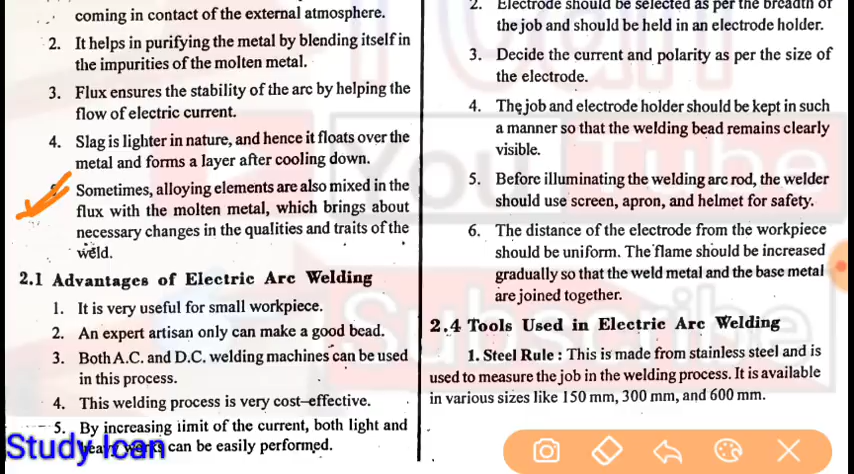 coming in contact of the external atmosphere.
2. It helps in purifying the metal by blending itself in
the impurities of the molten metal.
3. Flux ensures the stability of the arc by helping the
flow of electric current.
4. Slag is lighter in nature, and hence it floats over the
metal and forms a layer after cooling down.
Sometimes, alloying elements are also mixed in the
flux with the molten metal, which brings about
necessary changes in the qualities and traits of the
weld.
2.1 Advantages of Electric Arc Welding
1. It is very useful for small workpiece.
2. An expert artisan only can make a good bead.
3. Both A.C. and D.C. welding machines can be used
in this process.
4. This welding process is very cost-effective.
5. By increasing limit of the current, both light and
heavy works can be easily performed.
2. Electrode should be selected as per the breadth of
the job and should be held in an electrode holder.
3. Decide the current and polarity as per the size of
the electrode.
4. The job and electrode holder should be kept in such
a manner so that the welding bead remains clearly
visible.
5. Before illuminating the welding arc rod, the welder
should use screen, apron, and helmet for safety.
6. The distance of the electrode from the workpiece
should be uniform. The flame should be increased
gradually so that the weld metal and the base metal
are joined together.
2.4 Tools Used in Electric Arc Welding
1. Steel Rule : This is made from stainless steel and is
used to measure the job in the welding process. It is available
in various sizes like 150 mm, 300 mm, and 600 mm.
You Tube
Subscribe
Study Ican